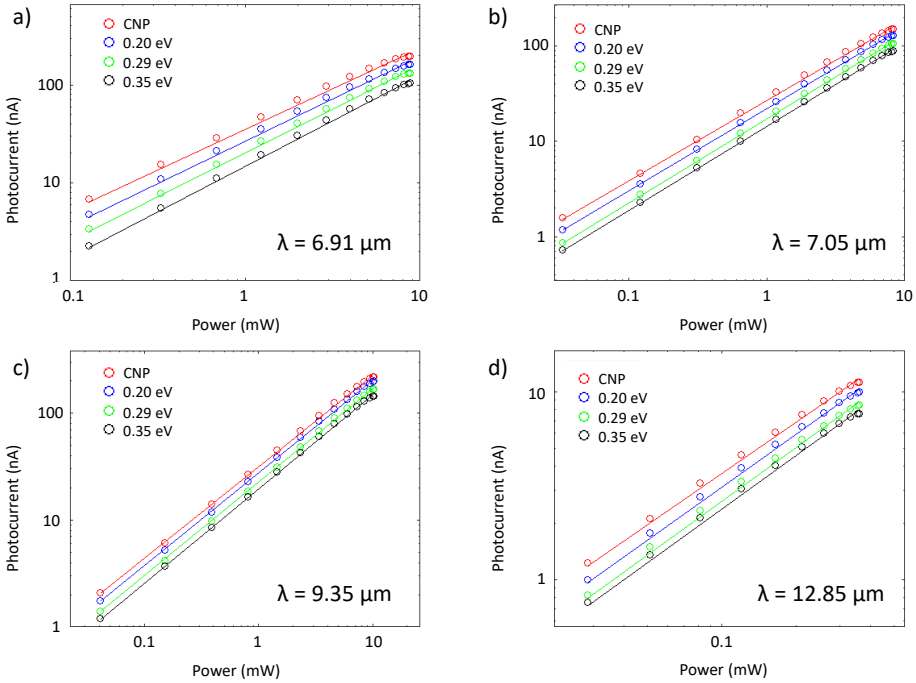 a)
CNP
0.20 eV
0.29 eV
0.35 eV
100
10
1
0.1
1
10
Photocurrent (nA)
Power (mW)
λ = 6.91 µm
b)
CNP
0.20 eV
0.29 eV
0.35 eV
100
10
1
0.1
1
10
Photocurrent (nA)
Power (mW)
λ = 7.05 µm
c)
CNP
0.20 eV
0.29 eV
0.35 eV
100
10
1
0.1
1
10
Photocurrent (nA)
Power (mW)
λ = 9.35 µm
d)
CNP
0.20 eV
0.29 eV
0.35 eV
10
1
0.1
Photocurrent (nA)
Power (mW)
λ = 12.85 µm